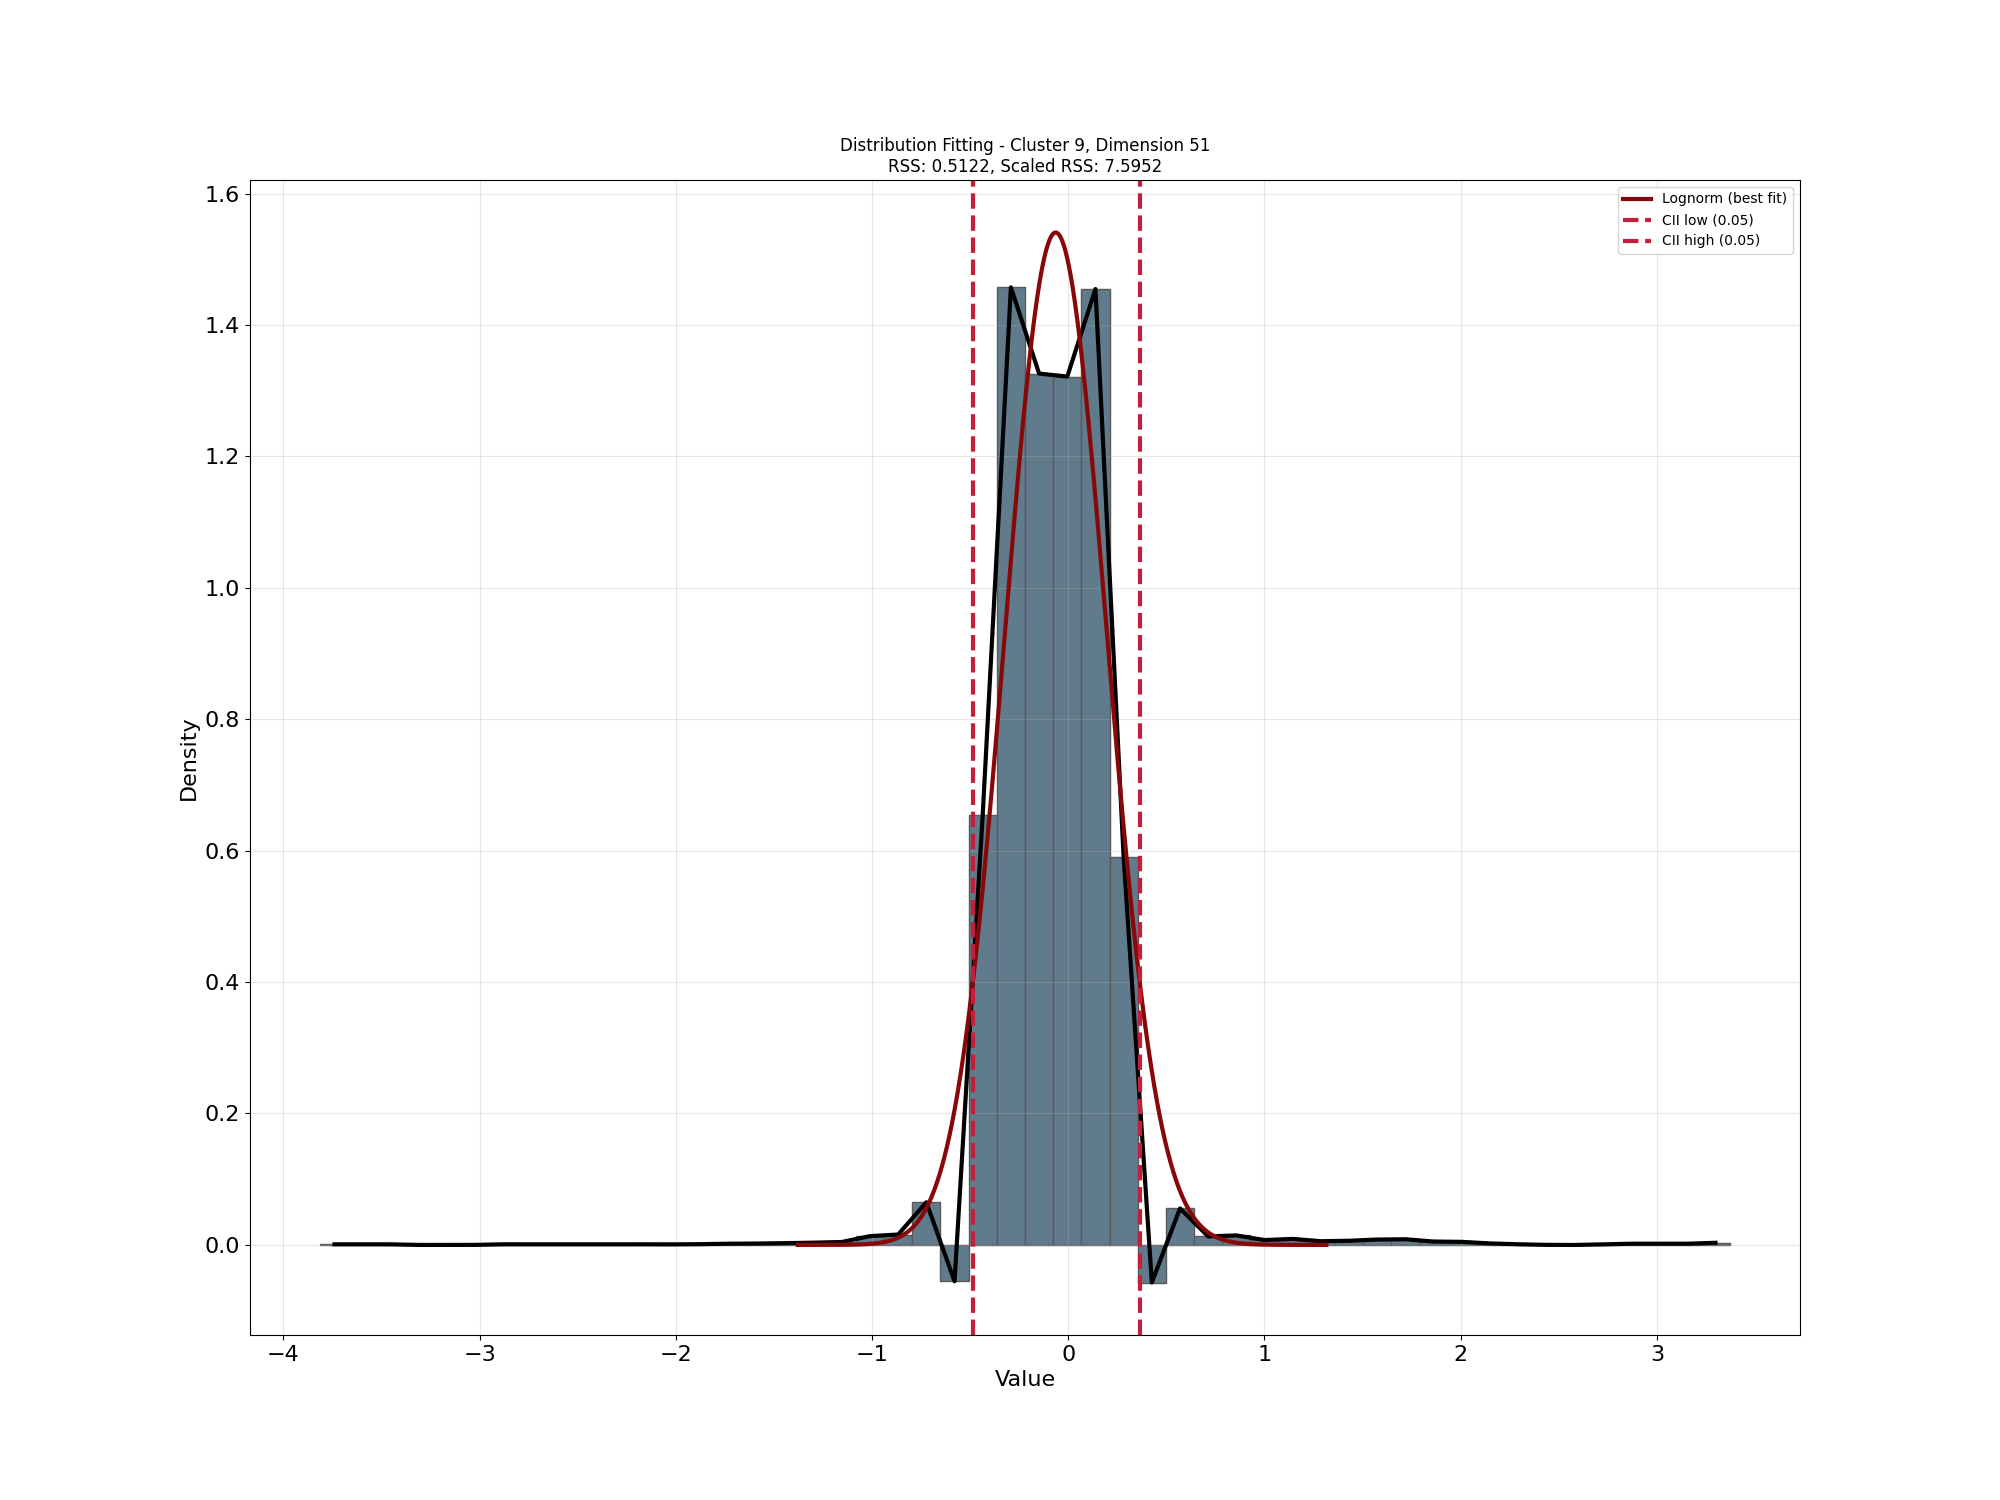 Distribution Fitting - Cluster 9, Dimension 51
RSS: 0.5122, Scaled RSS: 7.5952
Lognorm (best fit)
CII low (0.05)
CII high (0.05)
1.6
1.4
1.2
1.0
0.8
0.6
0.4
0.2
0.0
Density
−4 −3 −2 −1 0 1 2 3
Value